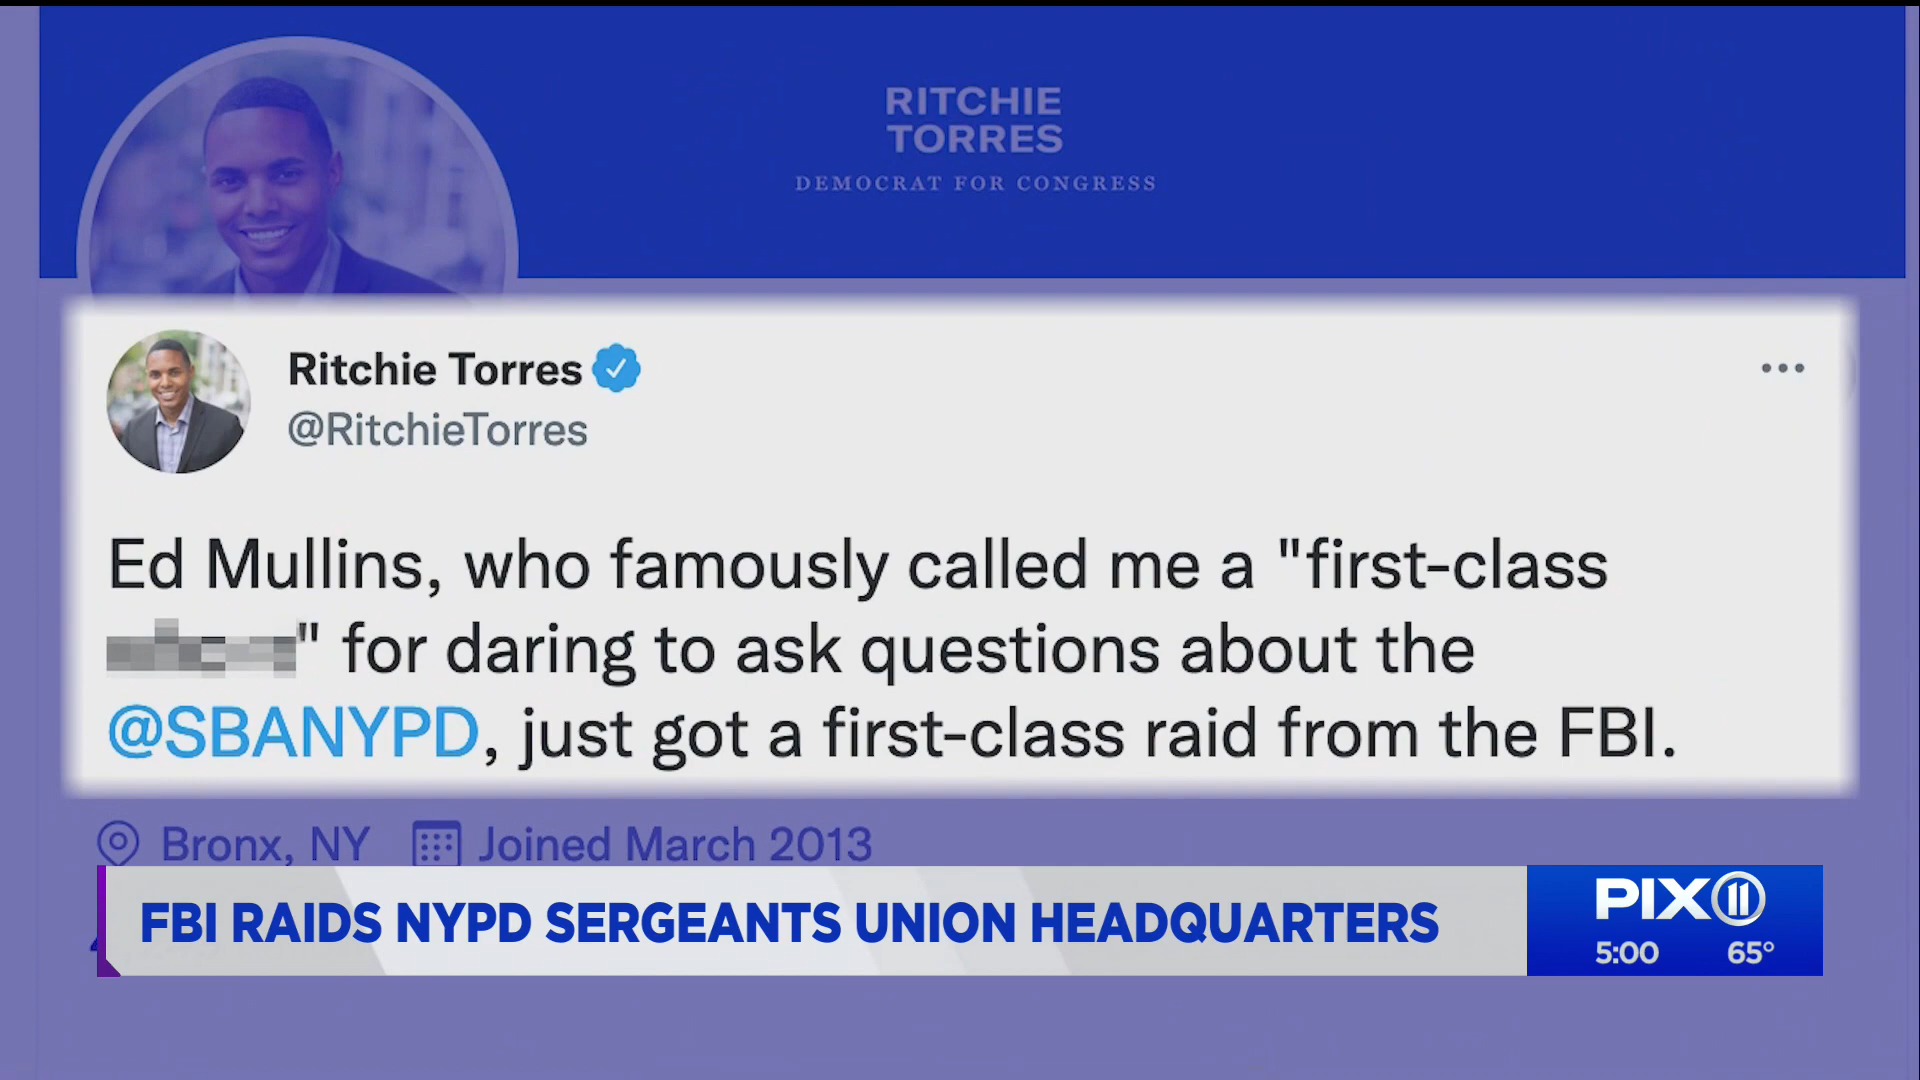 RITCHIE
TORRES
DEMOCRAT FOR CONGRESS
Ritchie Torres
@RitchieTorres
Ed Mullins, who famously called me a "first-class
" for daring to ask questions about the
@SBANYPD, just got a first-class raid from the FBI.
Bronx, NY Joined March 2013
FBI RAIDS NYPD SERGEANTS UNION HEADQUARTERS
PIX11
5:00 65°